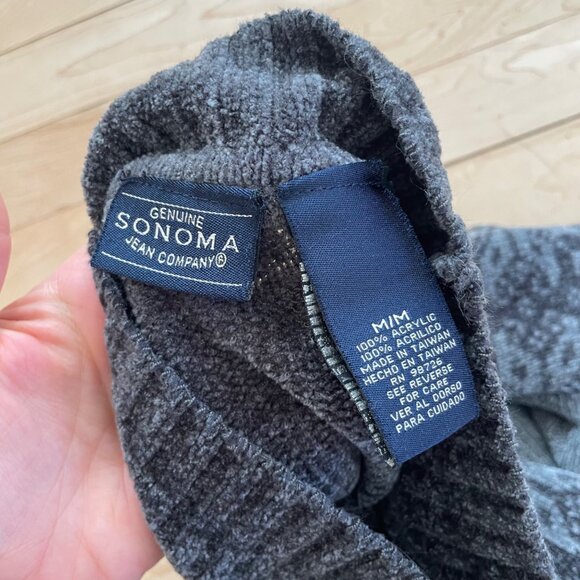 GENUINE
SONOMA
JEAN COMPANY®
M/M
100% ACRYLIC
100% ACRILICO
MADE IN TAIWAN
HECHO EN TAIWAN
RN 98726
SEE REVERSE
FOR CARE
VER AL DORSO
PARA CUIDADO